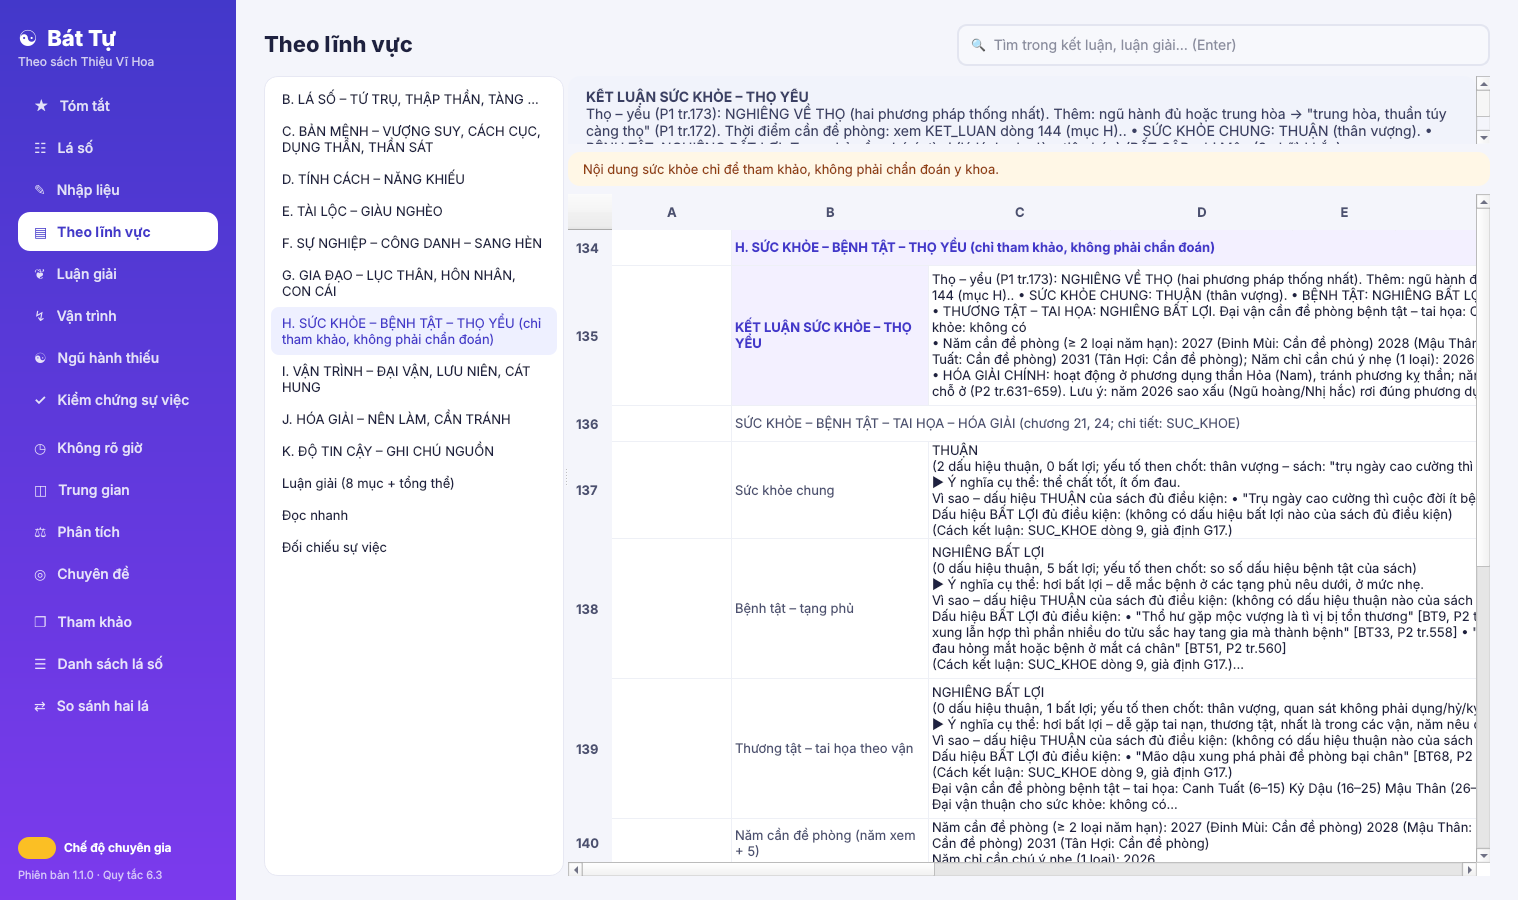 ☯ Bát Tự
Theo sách Thiệu Vĩ Hoa
★ Tóm tắt
☷ Lá số
✎ Nhập liệu
▤ Theo lĩnh vực
❦ Luận giải
↯ Vận trình
☯ Ngũ hành thiếu
✓ Kiểm chứng sự việc
◷ Không rõ giờ
◫ Trung gian
⚖ Phân tích
◎ Chuyên đề
❐ Tham khảo
☰ Danh sách lá số
⇄ So sánh hai lá
Chế độ chuyên gia
Phiên bản 1.1.0 · Quy tắc 6.3
Theo lĩnh vực
🔍 Tìm trong kết luận, luận giải... (Enter)
B. LÁ SỐ – TỨ TRỤ, THẬP THẦN, TÀNG ...
C. BẢN MỆNH – VƯỢNG SUY, CÁCH CỤC,
DỤNG THẦN, THẦN SÁT
D. TÍNH CÁCH – NĂNG KHIẾU
E. TÀI LỘC – GIÀU NGHÈO
F. SỰ NGHIỆP – CÔNG DANH – SANG HÈN
G. GIA ĐẠO – LỤC THÂN, HÔN NHÂN,
CON CÁI
H. SỨC KHỎE – BỆNH TẬT – THỌ YỂU (chỉ
tham khảo, không phải chẩn đoán)
I. VẬN TRÌNH – ĐẠI VẬN, LƯU NIÊN, CÁT
HUNG
J. HÓA GIẢI – NÊN LÀM, CẦN TRÁNH
K. ĐỘ TIN CẬY – GHI CHÚ NGUỒN
Luận giải (8 mục + tổng thể)
Đọc nhanh
Đối chiếu sự việc
KẾT LUẬN SỨC KHỎE – THỌ YỂU
Thọ – yểu (P1 tr.173): NGHIÊNG VỀ THỌ (hai phương pháp thống nhất). Thêm: ngũ hành đủ hoặc trung hòa → "trung hòa, thuần túy
càng thọ" (P1 tr.172). Thời điểm cần đề phòng: xem KET_LUAN dòng 144 (mục H).. • SỨC KHỎE CHUNG: THUẬN (thân vượng). •
Nội dung sức khỏe chỉ để tham khảo, không phải chẩn đoán y khoa.
A B C D E
134 H. SỨC KHỎE – BỆNH TẬT – THỌ YỂU (chỉ tham khảo, không phải chẩn đoán)
135 KẾT LUẬN SỨC KHỎE – THỌ
YỂU
Thọ – yểu (P1 tr.173): NGHIÊNG VỀ THỌ (hai phương pháp thống nhất). Thêm: ngũ hành đ
144 (mục H).. • SỨC KHỎE CHUNG: THUẬN (thân vượng). • BỆNH TẬT: NGHIÊNG BẤT LỢ
• THƯƠNG TẬT – TAI HỌA: NGHIÊNG BẤT LỢI. Đại vận cần đề phòng bệnh tật – tai họa: C
khỏe: không có
• Năm cần đề phòng (≥ 2 loại năm hạn): 2027 (Đinh Mùi: Cần đề phòng) 2028 (Mậu Thân
Tuất: Cần đề phòng) 2031 (Tân Hợi: Cần đề phòng); Năm chỉ cần chú ý nhẹ (1 loại): 2026
• HÓA GIẢI CHÍNH: hoạt động ở phương dụng thần Hỏa (Nam), tránh phương kỵ thần; năm
chỗ ở (P2 tr.631-659). Lưu ý: năm 2026 sao xấu (Ngũ hoàng/Nhị hắc) rơi đúng phương dụ
136 SỨC KHỎE – BỆNH TẬT – TAI HỌA – HÓA GIẢI (chương 21, 24; chi tiết: SUC_KHOE)
137 Sức khỏe chung
THUẬN
(2 dấu hiệu thuận, 0 bất lợi; yếu tố then chốt: thân vượng – sách: "trụ ngày cao cường thì
▶ Ý nghĩa cụ thể: thể chất tốt, ít ốm đau.
Vì sao – dấu hiệu THUẬN của sách đủ điều kiện: • "Trụ ngày cao cường thì cuộc đời ít bệ
Dấu hiệu BẤT LỢI đủ điều kiện: (không có dấu hiệu bất lợi nào của sách đủ điều kiện)
(Cách kết luận: SUC_KHOE dòng 9, giả định G17.)
138 Bệnh tật – tạng phủ
NGHIÊNG BẤT LỢI
(0 dấu hiệu thuận, 5 bất lợi; yếu tố then chốt: so số dấu hiệu bệnh tật của sách)
▶ Ý nghĩa cụ thể: hơi bất lợi – dễ mắc bệnh ở các tạng phủ nêu dưới, ở mức nhẹ.
Vì sao – dấu hiệu THUẬN của sách đủ điều kiện: (không có dấu hiệu thuận nào của sách
Dấu hiệu BẤT LỢI đủ điều kiện: • "Thổ hư gặp mộc vượng là tì vị bị tổn thương" [BT9, P2 t
xung lẫn hợp thì phần nhiều do tửu sắc hay tang gia mà thành bệnh" [BT33, P2 tr.558] • "
đau hỏng mắt hoặc bệnh ở mắt cá chân" [BT51, P2 tr.560]
(Cách kết luận: SUC_KHOE dòng 9, giả định G17.)...
139 Thương tật – tai họa theo vận
NGHIÊNG BẤT LỢI
(0 dấu hiệu thuận, 1 bất lợi; yếu tố then chốt: thân vượng, quan sát không phải dụng/hỷ/kỵ
▶ Ý nghĩa cụ thể: hơi bất lợi – dễ gặp tai nạn, thương tật, nhất là trong các vận, năm nêu
Vì sao – dấu hiệu THUẬN của sách đủ điều kiện: (không có dấu hiệu thuận nào của sách
Dấu hiệu BẤT LỢI đủ điều kiện: • "Mão dậu xung phá phải đề phòng bại chân" [BT68, P2
(Cách kết luận: SUC_KHOE dòng 9, giả định G17.)
Đại vận cần đề phòng bệnh tật – tai họa: Canh Tuất (6–15) Kỷ Dậu (16–25) Mậu Thân (26–
Đại vận thuận cho sức khỏe: không có...
140 Năm cần đề phòng (năm xem
+ 5)
Năm cần đề phòng (≥ 2 loại năm hạn): 2027 (Đinh Mùi: Cần đề phòng) 2028 (Mậu Thân:
Cần đề phòng) 2031 (Tân Hợi: Cần đề phòng)
Năm chỉ cần chú ý nhẹ (1 loại): 2026